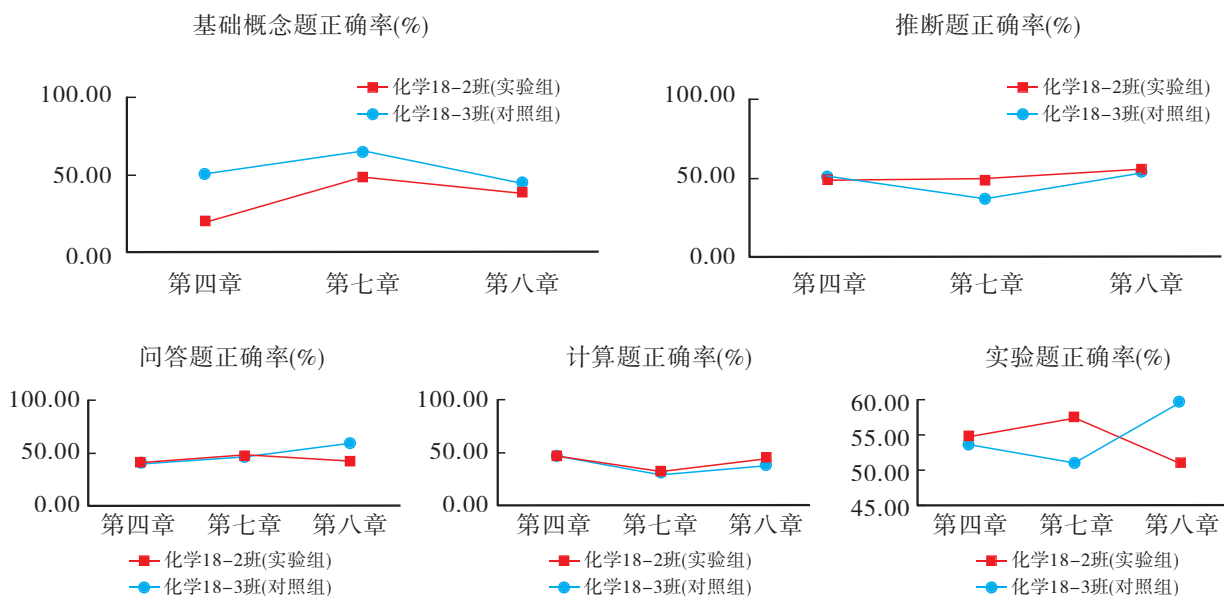 基础概念题正确率(%)
化学18-2班(实验组)
化学18-3班(对照组)
100.00
50.00
0.00
第四章 第七章 第八章
推断题正确率(%)
化学18-2班(实验组)
化学18-3班(对照组)
100.00
50.00
0.00
第四章 第七章 第八章
问答题正确率(%)
100.00
50.00
0.00
第四章 第七章 第八章
化学18-2班(实验组)
化学18-3班(对照组)
计算题正确率(%)
100.00
50.00
0.00
第四章 第七章 第八章
化学18-2班(实验组)
化学18-3班(对照组)
实验题正确率(%)
60.00
55.00
50.00
45.00
第四章 第七章 第八章
化学18-2班(实验组)
化学18-3班(对照组)